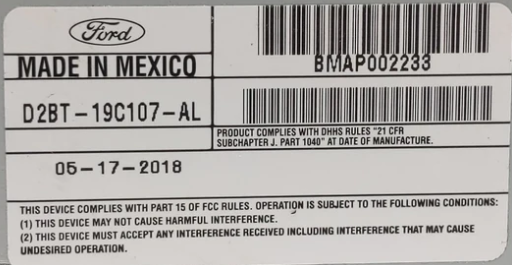 Ford
MADE IN MEXICO
BMAP002233
D2BT-19C107-AL
PRODUCT COMPLIES WITH DHHS RULES "21 CFR
SUBCHAPTER J. PART 1040" AT DATE OF MANUFACTURE.
05-17-2018
THIS DEVICE COMPLIES WITH PART 15 OF FCC RULES. OPERATION IS SUBJECT TO THE FOLLOWING CONDITIONS:
(1) THIS DEVICE MAY NOT CAUSE HARMFUL INTERFERENCE.
(2) THIS DEVICE MUST ACCEPT ANY INTERFERENCE RECEIVED INCLUDING INTERFERENCE THAT MAY CAUSE
UNDESIRED OPERATION.